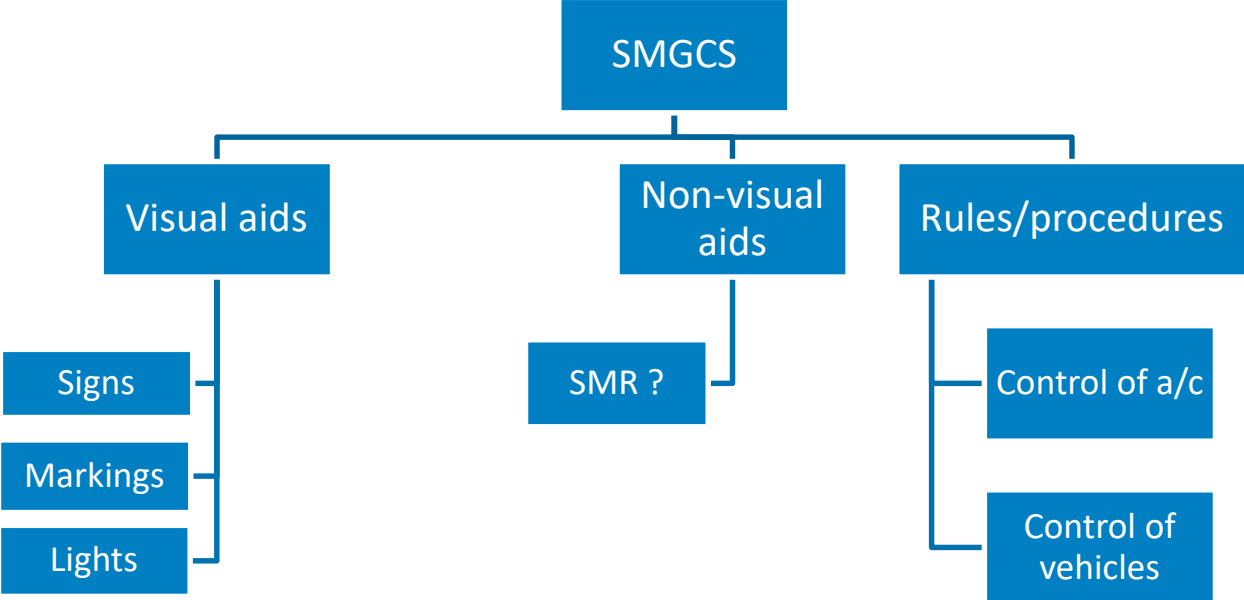 SMGCS
Visual aids
Non-visual
aids
Rules/procedures
Signs
Markings
Lights
SMR ?
Control of a/c
Control of
vehicles